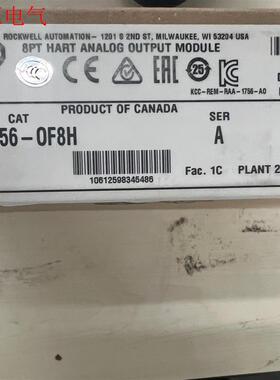 电气
ROCKWELL AUTOMATION - 1201 S 2ND ST, MILWAUKEE, WI 53204 USA
8PT HART ANALOG OUTPUT MODULE
25
KCC-REM-RAA-1756-AO
PRODUCT OF CANADA
CAT
SER
56-OF8H
A
10612598345486
Fac. 1C
PLANT 2